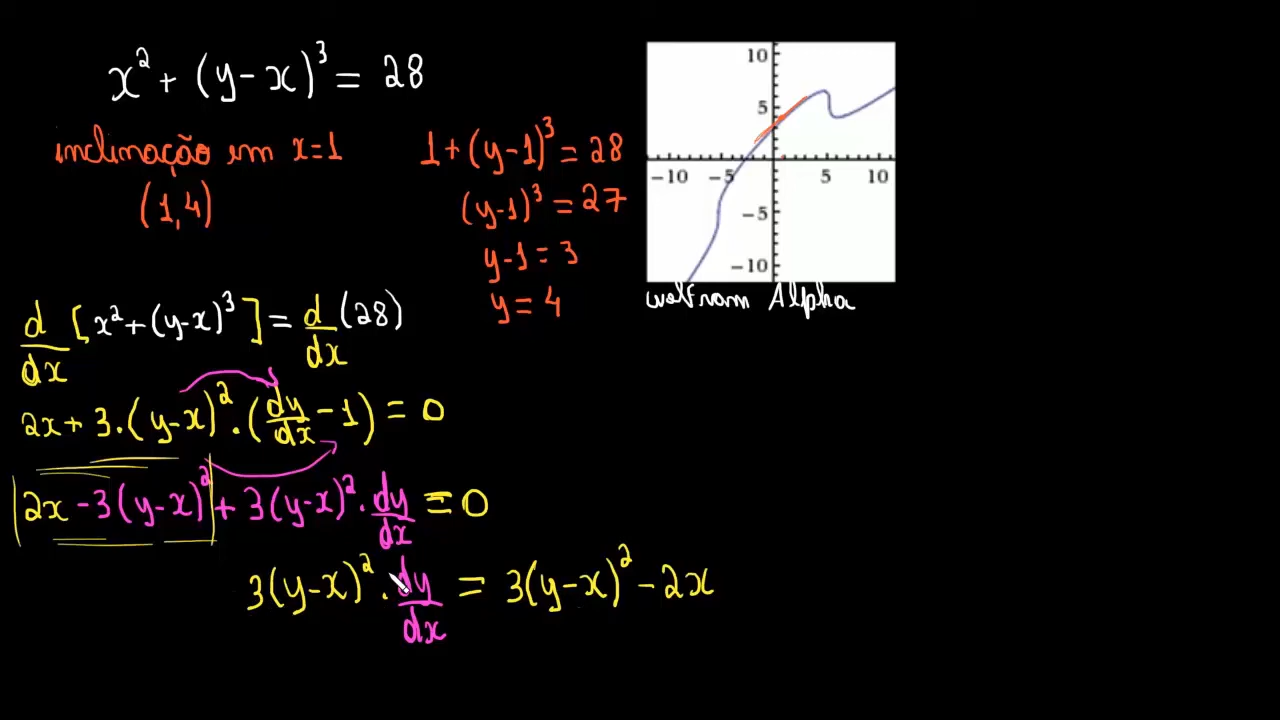 x² + (y-x)³ = 28
inclinação em x=1
(1,4)
1+(y-1)³ = 28
(y-1)³ = 27
y-1 = 3
y = 4
10
5
-10 -5 5 10
-5
-10
wolfram Alpha
d/dx [x²+(y-x)³] = d/dx (28)
2x+3·(y-x)²·(dy/dx - 1) = 0
2x -3(y-x)² + 3(y-x)²·dy/dx = 0
3(y-x)²·dy/dx = 3(y-x)² - 2x